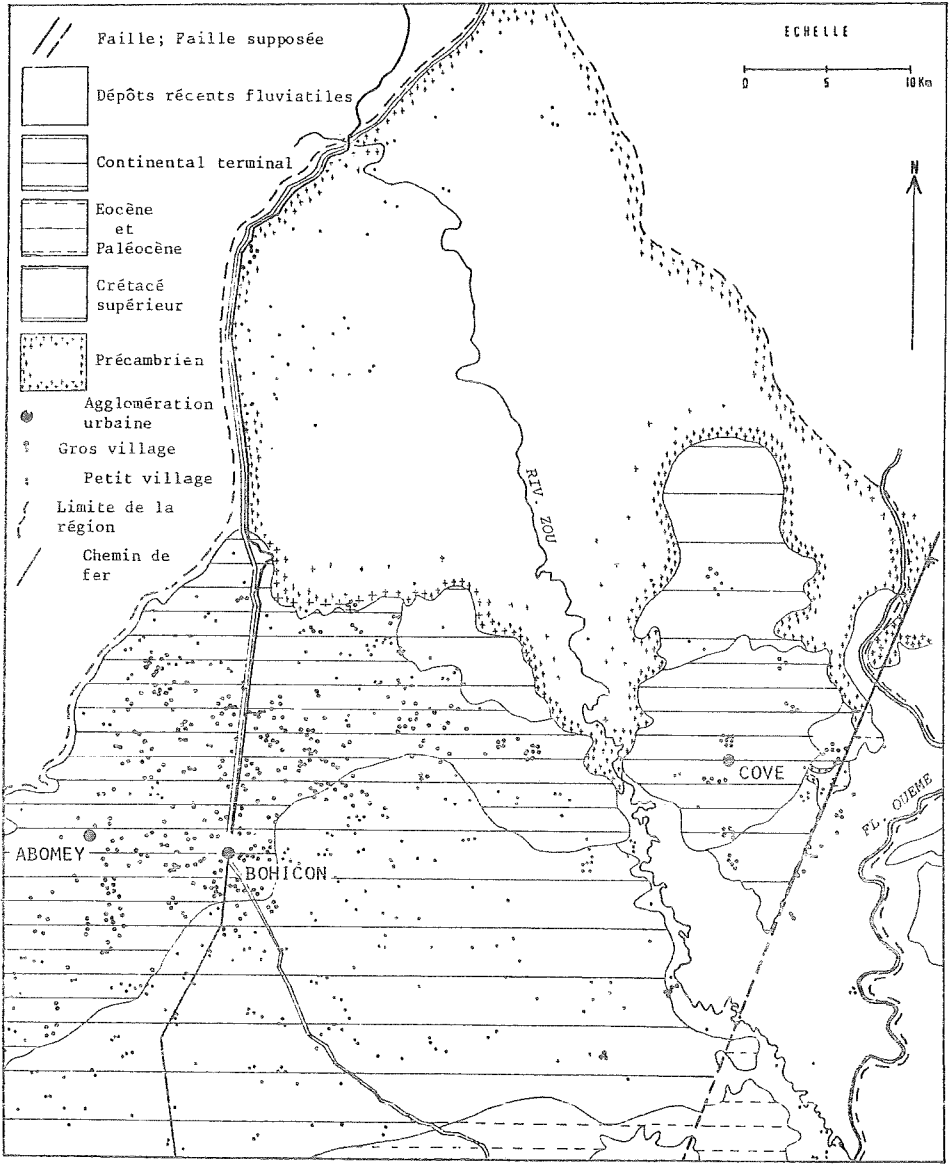 Faille; Faille supposée
Dépôts récents fluviatiles
Continental terminal
Eocène
et
Paléocène
Crétacé
supérieur
Précambrien
Agglomération
urbaine
Gros village
Petit village
Limite de la
région
Chemin de
fer
ECHELLE
0 5 10 Km
N
RIV. ZOU
COVE
FL. OUEME
ABOMEY
BOHICON